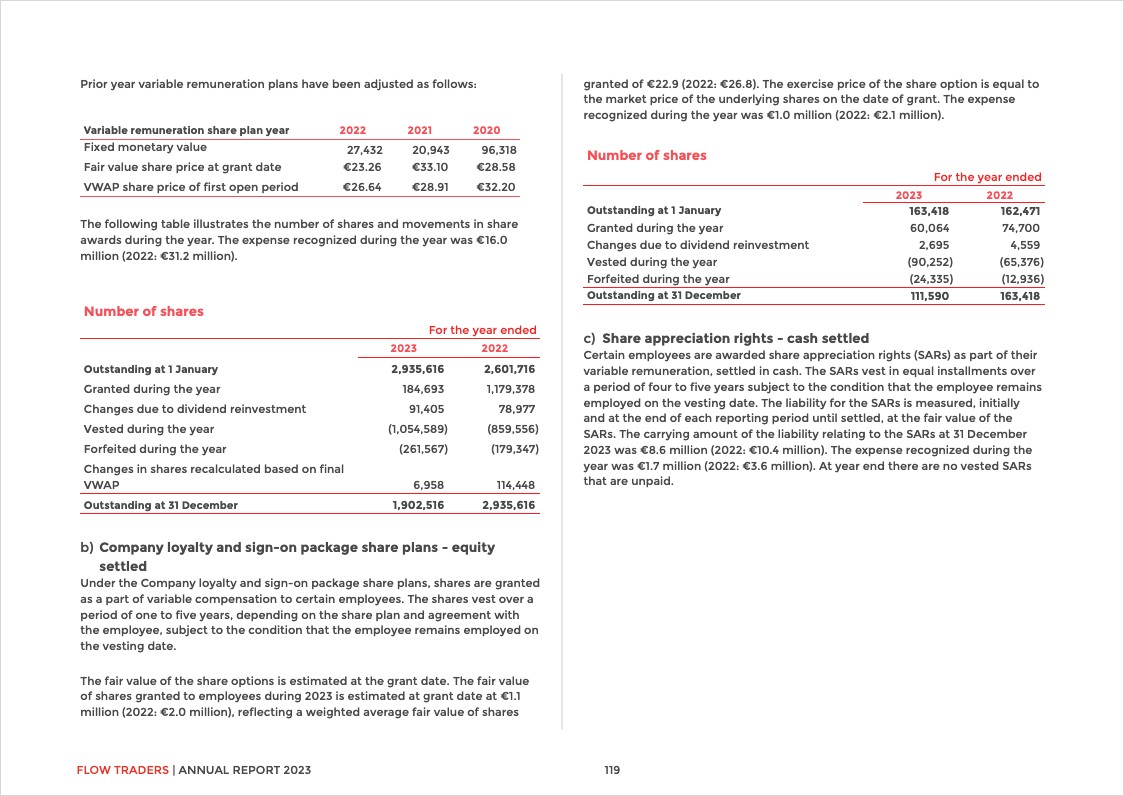 Prior year variable remuneration plans have been adjusted as follows:
Variable remuneration share plan year 2022 2021 2020
Fixed monetary value 27,432 20,943 96,318
Fair value share price at grant date €23.26 €33.10 €28.58
VWAP share price of first open period €26.64 €28.91 €32.20
The following table illustrates the number of shares and movements in share
awards during the year. The expense recognized during the year was €16.0
million (2022: €31.2 million).
Number of shares
For the year ended
2023 2022
Outstanding at 1 January 2,935,616 2,601,716
Granted during the year 184,693 1,179,378
Changes due to dividend reinvestment 91,405 78,977
Vested during the year (1,054,589) (859,556)
Forfeited during the year (261,567) (179,347)
Changes in shares recalculated based on final
VWAP 6,958 114,448
Outstanding at 31 December 1,902,516 2,935,616
b) Company loyalty and sign-on package share plans - equity
settled
Under the Company loyalty and sign-on package share plans, shares are granted
as a part of variable compensation to certain employees. The shares vest over a
period of one to five years, depending on the share plan and agreement with
the employee, subject to the condition that the employee remains employed on
the vesting date.
The fair value of the share options is estimated at the grant date. The fair value
of shares granted to employees during 2023 is estimated at grant date at €1.1
million (2022: €2.0 million), reflecting a weighted average fair value of shares
granted of €22.9 (2022: €26.8). The exercise price of the share option is equal to
the market price of the underlying shares on the date of grant. The expense
recognized during the year was €1.0 million (2022: €2.1 million).
Number of shares
For the year ended
2023 2022
Outstanding at 1 January 163,418 162,471
Granted during the year 60,064 74,700
Changes due to dividend reinvestment 2,695 4,559
Vested during the year (90,252) (65,376)
Forfeited during the year (24,335) (12,936)
Outstanding at 31 December 111,590 163,418
c) Share appreciation rights - cash settled
Certain employees are awarded share appreciation rights (SARs) as part of their
variable remuneration, settled in cash. The SARs vest in equal installments over
a period of four to five years subject to the condition that the employee remains
employed on the vesting date. The liability for the SARs is measured, initially
and at the end of each reporting period until settled, at the fair value of the
SARs. The carrying amount of the liability relating to the SARs at 31 December
2023 was €8.6 million (2022: €10.4 million). The expense recognized during the
year was €1.7 million (2022: €3.6 million). At year end there are no vested SARs
that are unpaid.
FLOW TRADERS | ANNUAL REPORT 2023 119